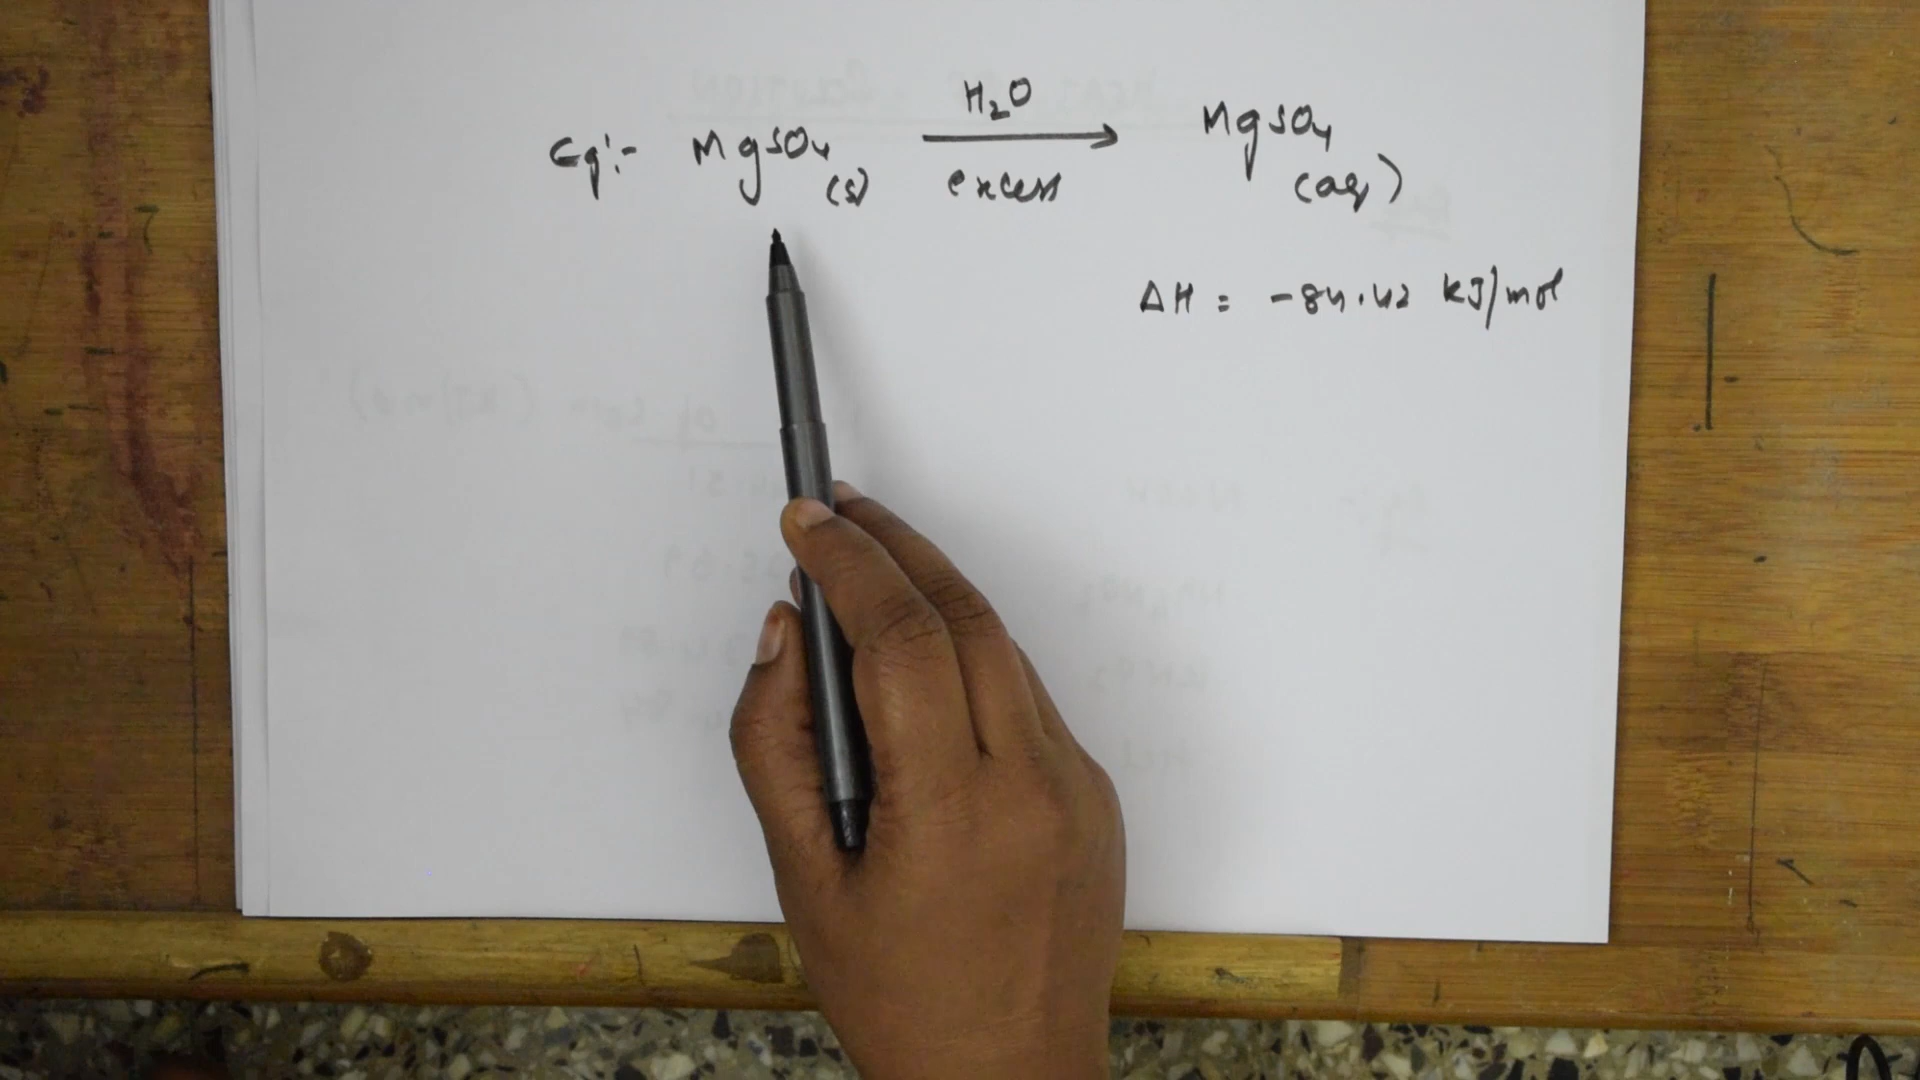 Eg:- MgSO4 (s) H2O excess MgSO4 (aq)
ΔH = -84.42 kJ/mol